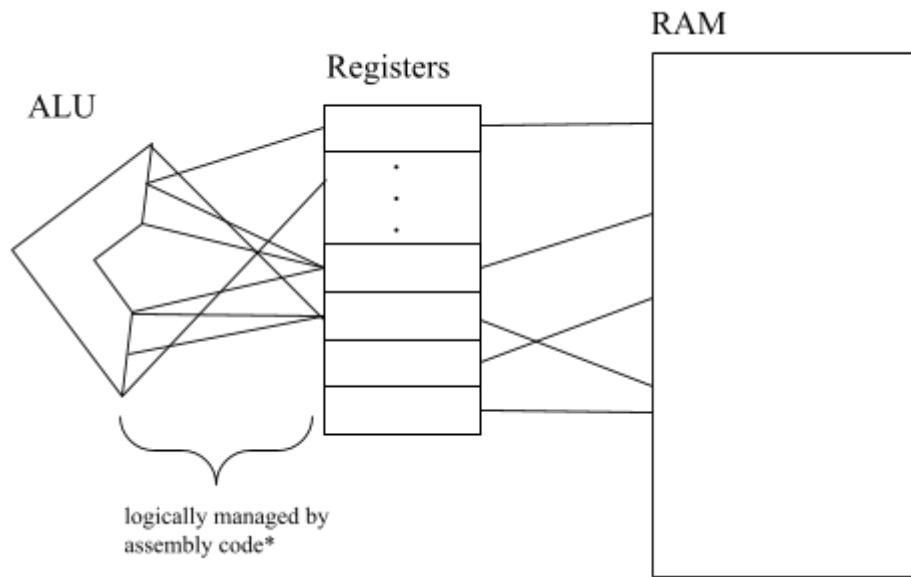 RAM
Registers
ALU
logically managed by
assembly code*